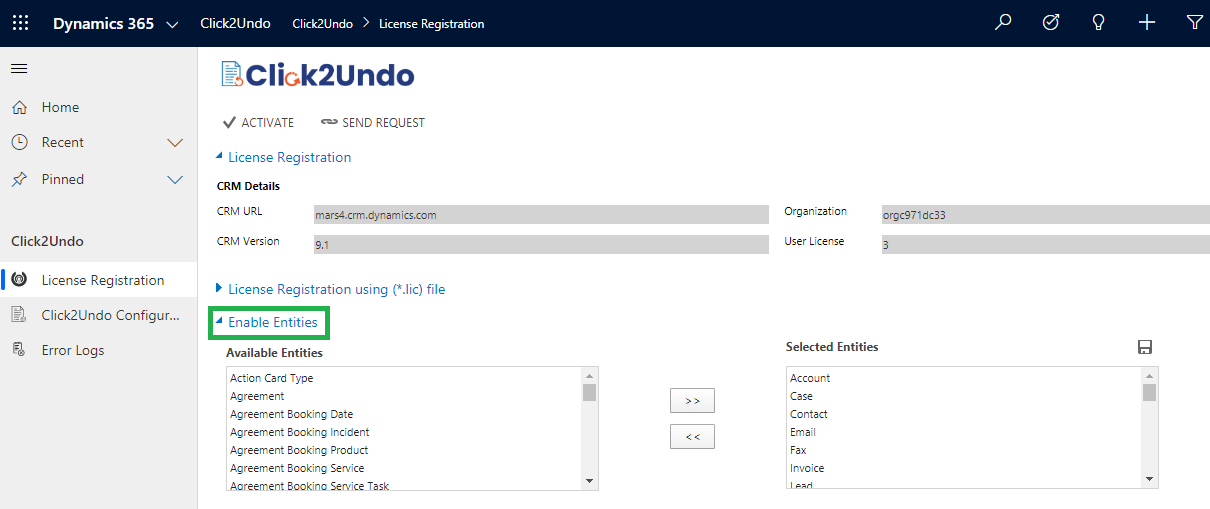 Dynamics 365 Click2Undo Click2Undo > License Registration
Click2Undo
Home
Recent
Pinned
Click2Undo
License Registration
Click2Undo Configur...
Error Logs
ACTIVATE SEND REQUEST
License Registration
CRM Details
CRM URL mars4.crm.dynamics.com Organization orgc971dc33
CRM Version 9.1 User License 3
License Registration using (*.lic) file
Enable Entities
Available Entities
Action Card Type
Agreement
Agreement Booking Date
Agreement Booking Incident
Agreement Booking Product
Agreement Booking Service
Agreement Booking Service Task
>>
<<
Selected Entities
Account
Case
Contact
Email
Fax
Invoice
Lead